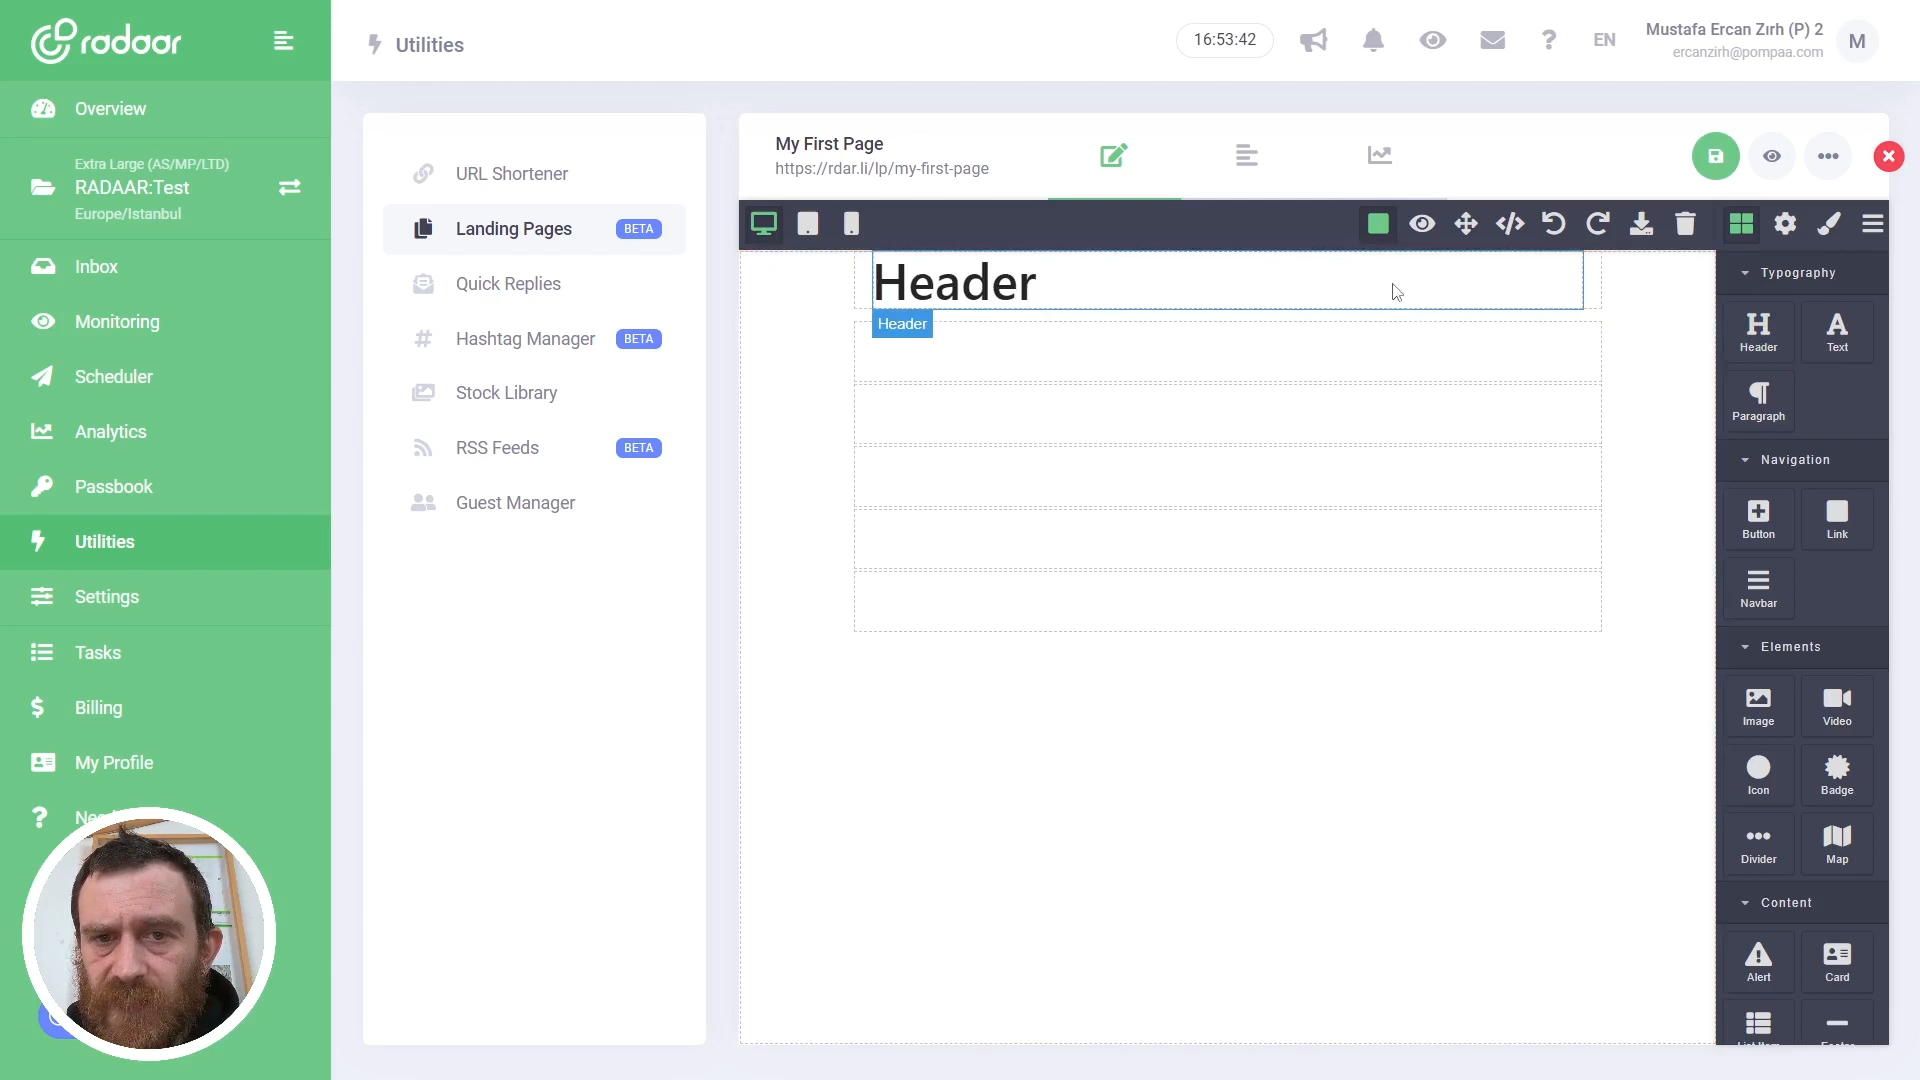 radaar
Utilities
16:53:42
EN
Mustafa Ercan Zırh (P) 2
ercanzirh@pompaa.com
M
Overview
Extra Large (AS/MP/LTD)
RADAAR:Test
Europe/Istanbul
Inbox
Monitoring
Scheduler
Analytics
Passbook
Utilities
Settings
Tasks
Billing
My Profile
URL Shortener
Landing Pages BETA
Quick Replies
Hashtag Manager BETA
Stock Library
RSS Feeds BETA
Guest Manager
My First Page
https://rdar.li/lp/my-first-page
Header
Header
Typography
Header
Text
Paragraph
Navigation
Button
Link
Navbar
Elements
Image
Video
Icon
Badge
Divider
Map
Content
Alert
Card